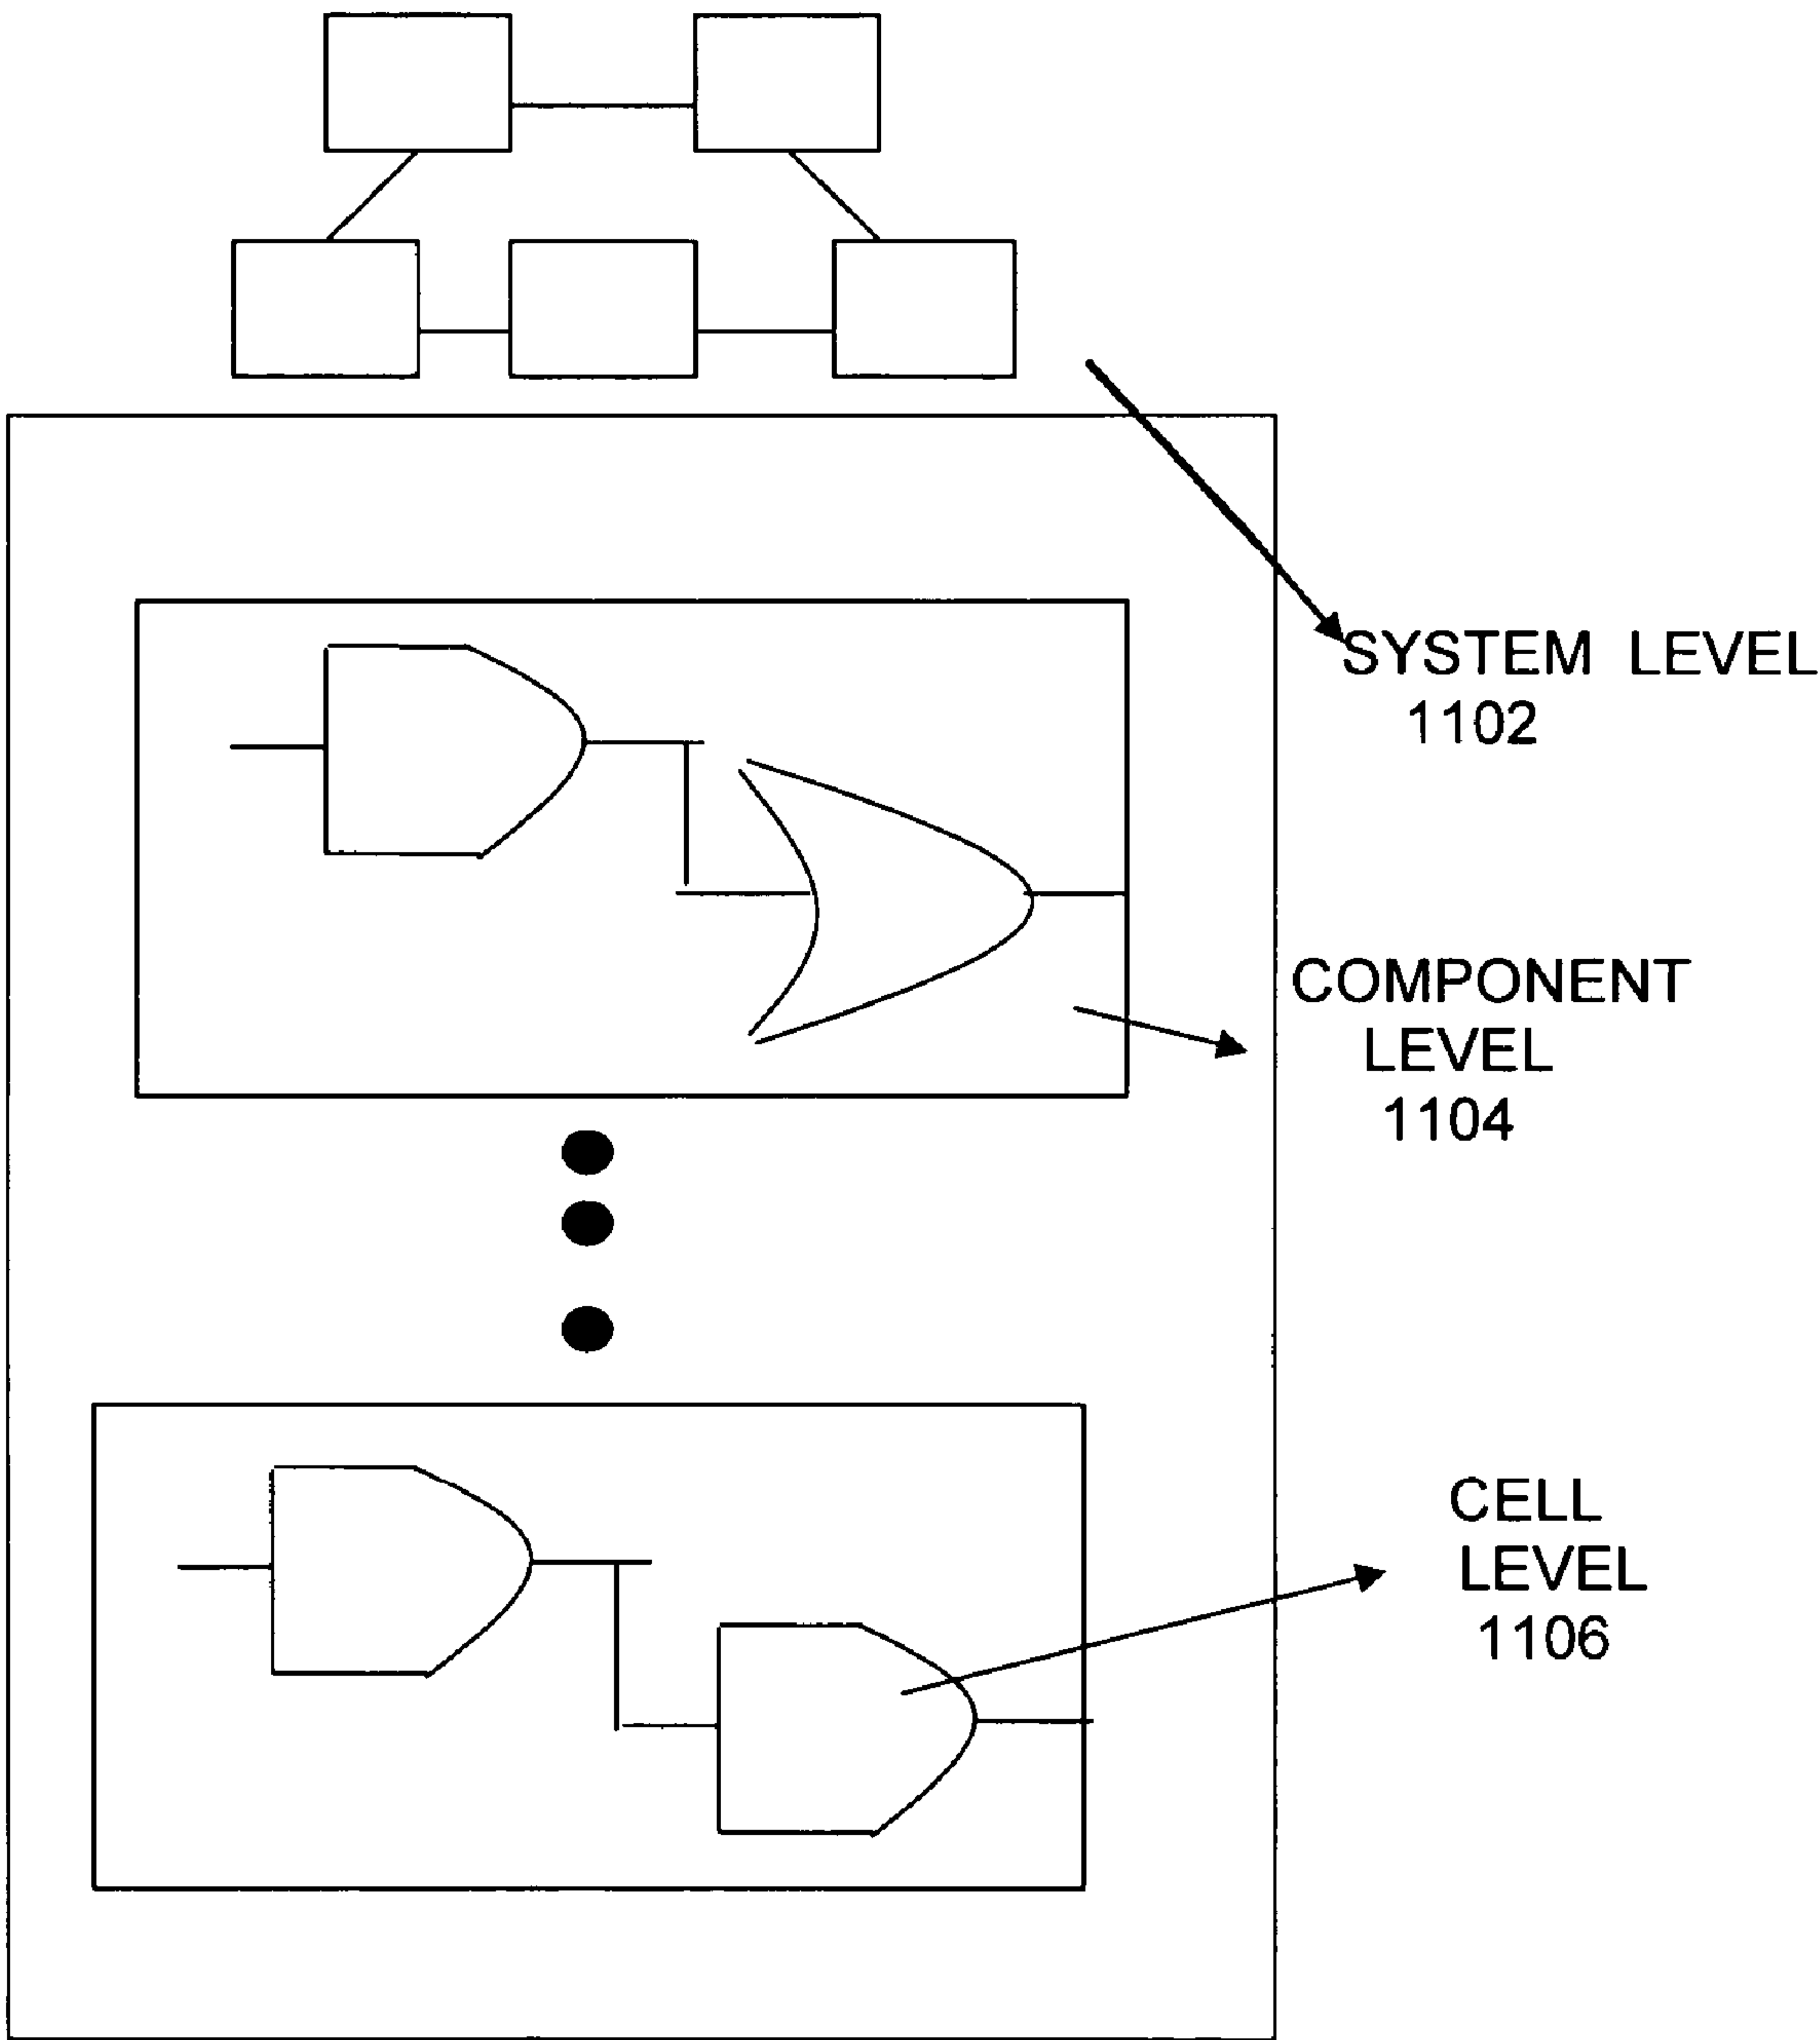 SYSTEM LEVEL
1102
COMPONENT
LEVEL
1104
CELL
LEVEL
1106